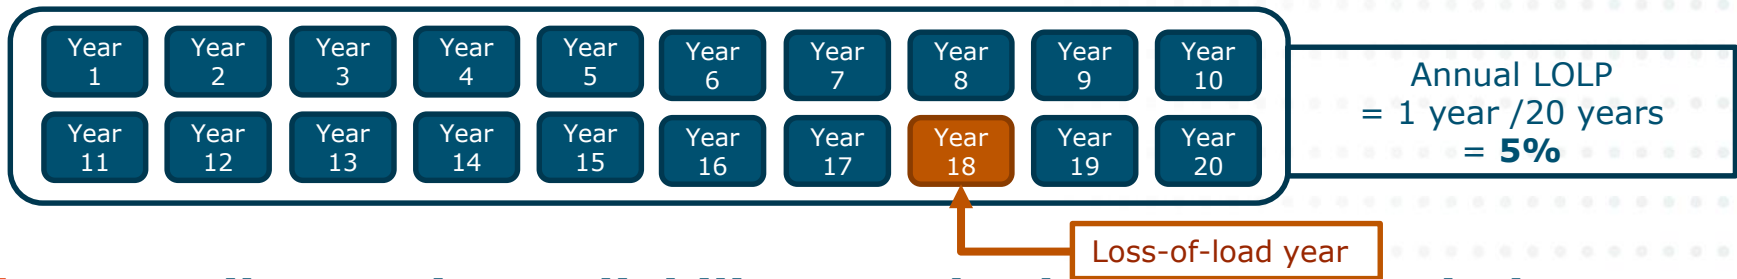 Year 1
Year 2
Year 3
Year 4
Year 5
Year 6
Year 7
Year 8
Year 9
Year 10
Year 11
Year 12
Year 13
Year 14
Year 15
Year 16
Year 17
Year 18
Year 19
Year 20
Annual LOLP
= 1 year /20 years
= 5%
Loss-of-load year